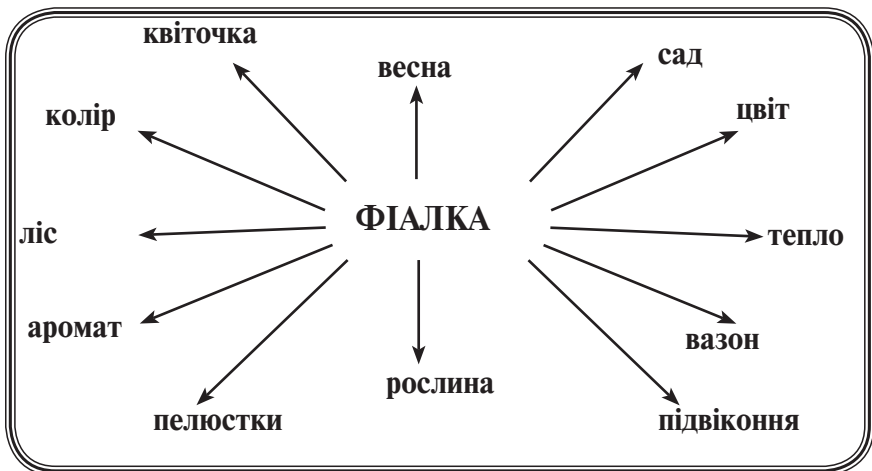 квіточка
весна
сад
колір
цвіт
ФІАЛКА
ліс
тепло
аромат
вазон
рослина
пелюстки
підвіконня